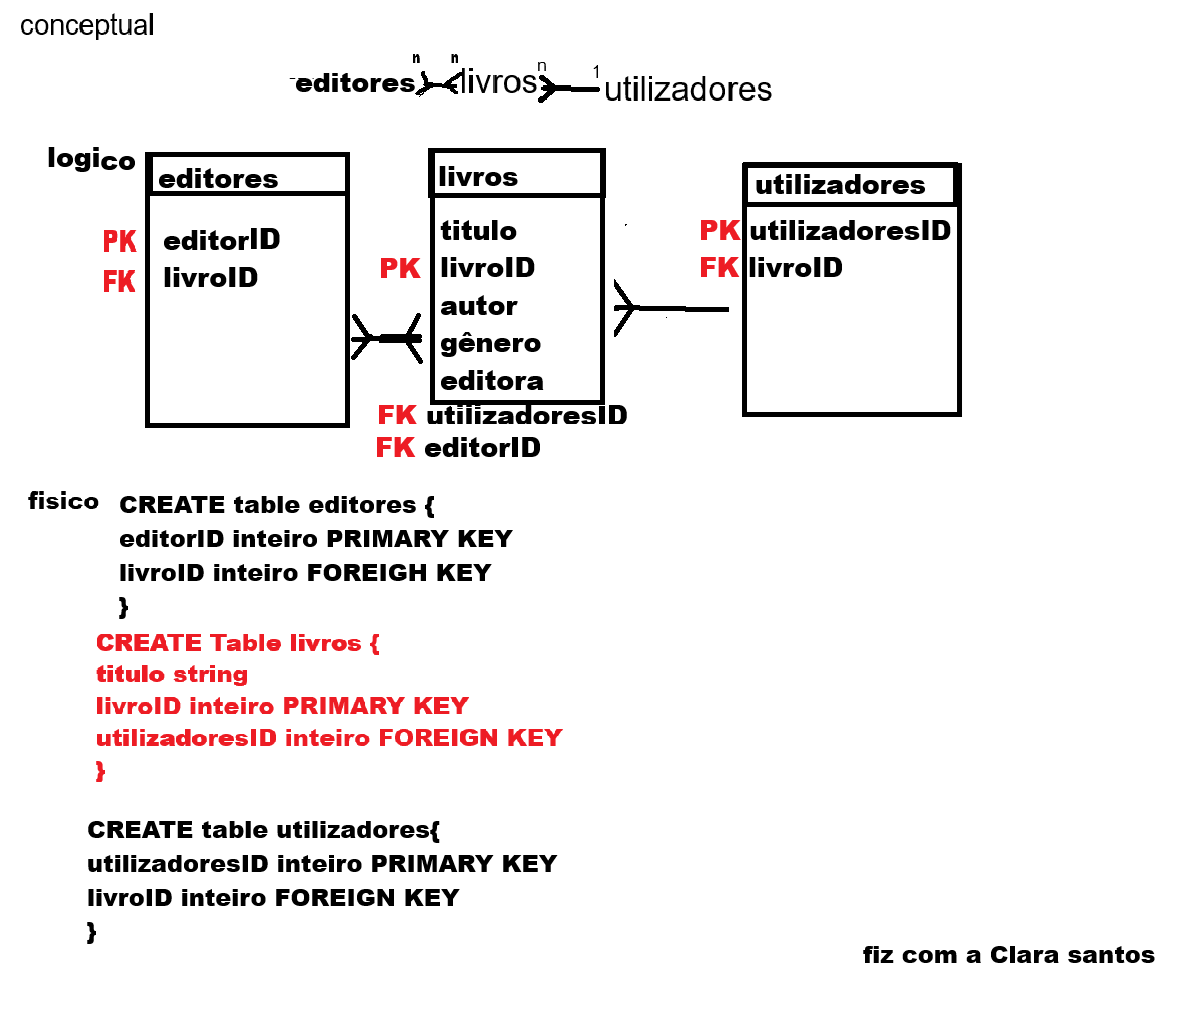 conceptual
n n n 1
editores livros utilizadores
logico
editores
PK editorID
FK livroID
livros
titulo
PK livroID
autor
gênero
editora
FK utilizadoresID
FK editorID
utilizadores
PK utilizadoresID
FK livroID
fisico CREATE table editores {
editorID inteiro PRIMARY KEY
livroID inteiro FOREIGH KEY
}
CREATE Table livros {
titulo string
livroID inteiro PRIMARY KEY
utilizadoresID inteiro FOREIGN KEY
}
CREATE table utilizadores{
utilizadoresID inteiro PRIMARY KEY
livroID inteiro FOREIGN KEY
}
fiz com a Clara santos